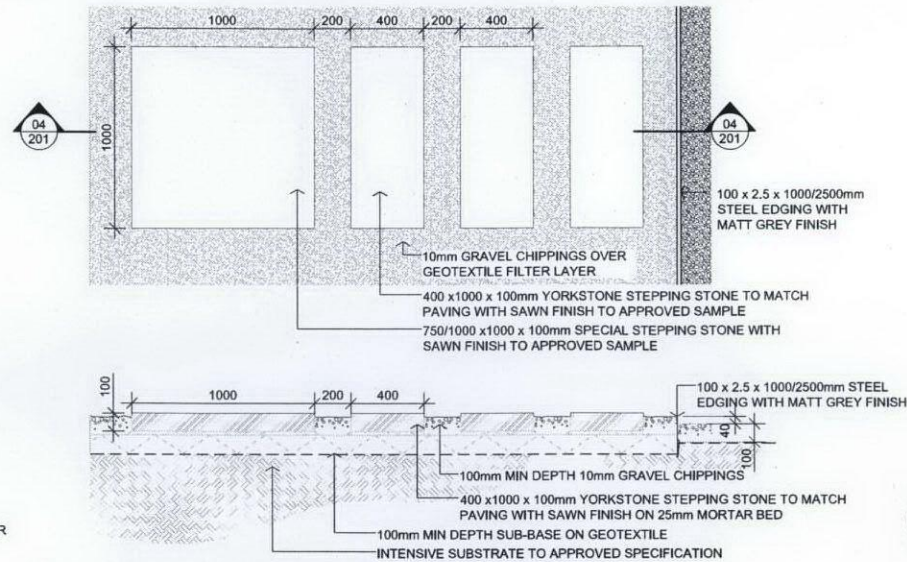 1000
200
400
200
400
04
201
1000
04
201
100 x 2.5 x 1000/2500mm
STEEL EDGING WITH
MATT GREY FINISH
10mm GRAVEL CHIPPINGS OVER
GEOTEXTILE FILTER LAYER
400 x1000 x 100mm YORKSTONE STEPPING STONE TO MATCH
PAVING WITH SAWN FINISH TO APPROVED SAMPLE
750/1000 x1000 x 100mm SPECIAL STEPPING STONE WITH
SAWN FINISH TO APPROVED SAMPLE
100
1000
200
400
100 x 2.5 x 1000/2500mm STEEL
EDGING WITH MATT GREY FINISH
40
100
100mm MIN DEPTH 10mm GRAVEL CHIPPINGS
400 x1000 x 100mm YORKSTONE STEPPING STONE TO MATCH
PAVING WITH SAWN FINISH ON 25mm MORTAR BED
R
100mm MIN DEPTH SUB-BASE ON GEOTEXTILE
INTENSIVE SUBSTRATE TO APPROVED SPECIFICATION